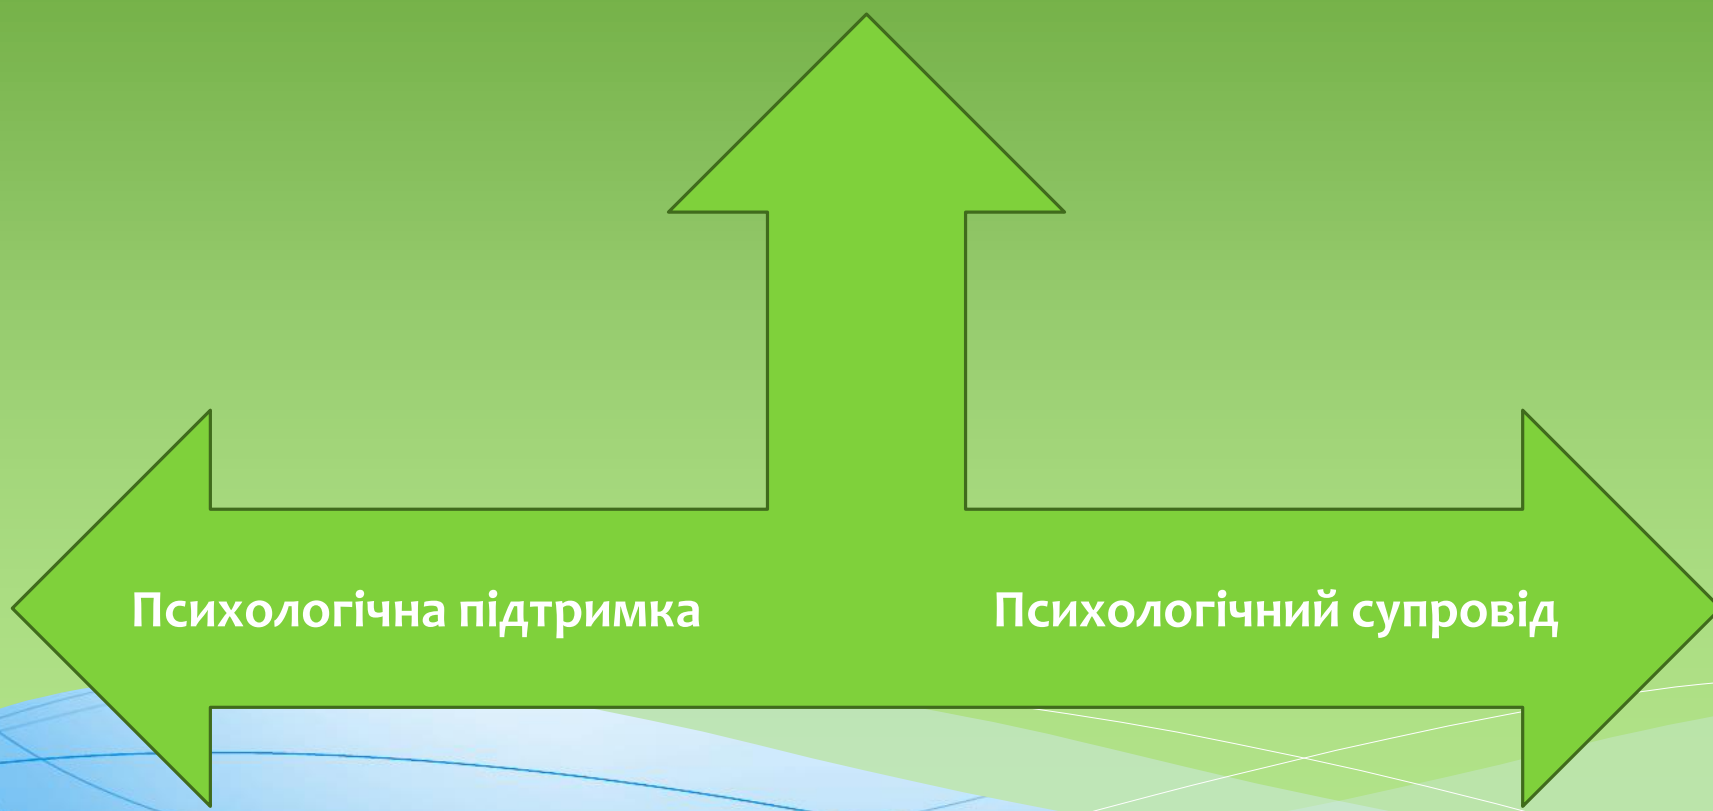 Психологічна підтримка
Психологічний супровід